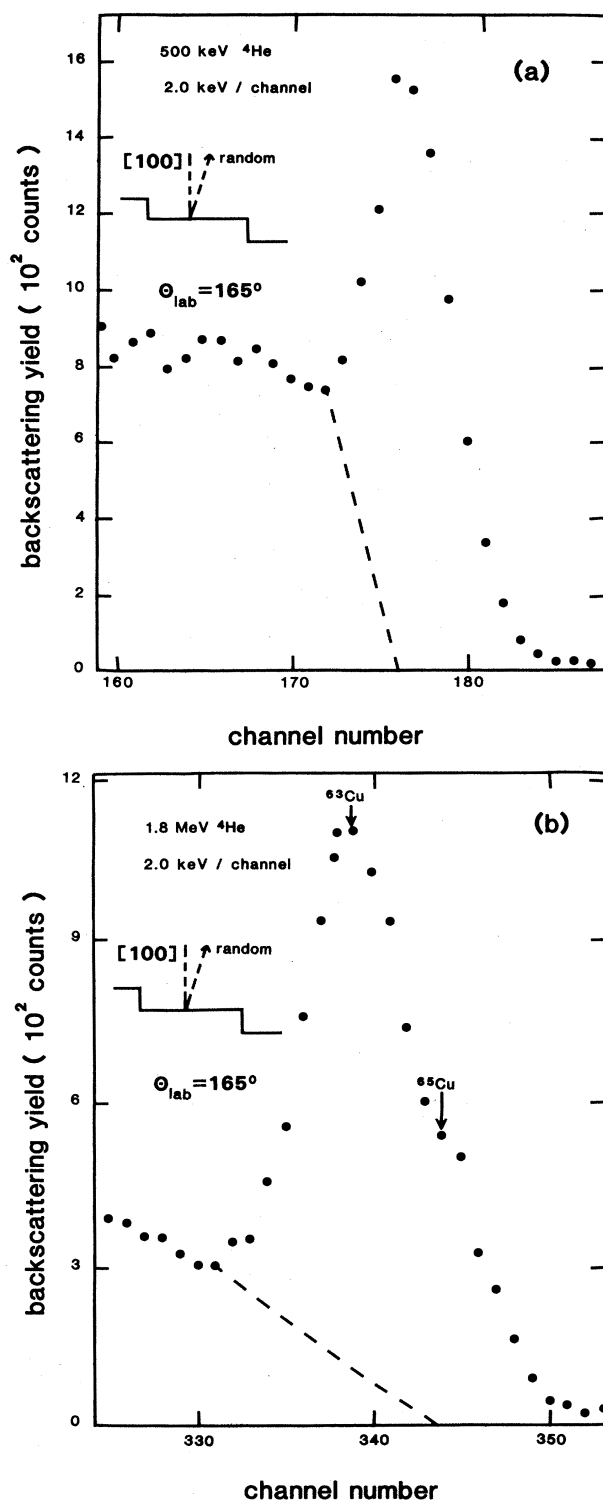 500 keV ⁴He
(a)
2.0 keV / channel
[100]
random
Θlab=165º
16
14
12
10
8
6
4
2
0
160
170
180
backscattering yield ( 10² counts )
channel number
⁶³Cu
1.8 MeV ⁴He
(b)
2.0 keV / channel
[100]
random
Θlab=165º
⁶⁵Cu
12
9
6
3
0
330
340
350
backscattering yield ( 10² counts )
channel number